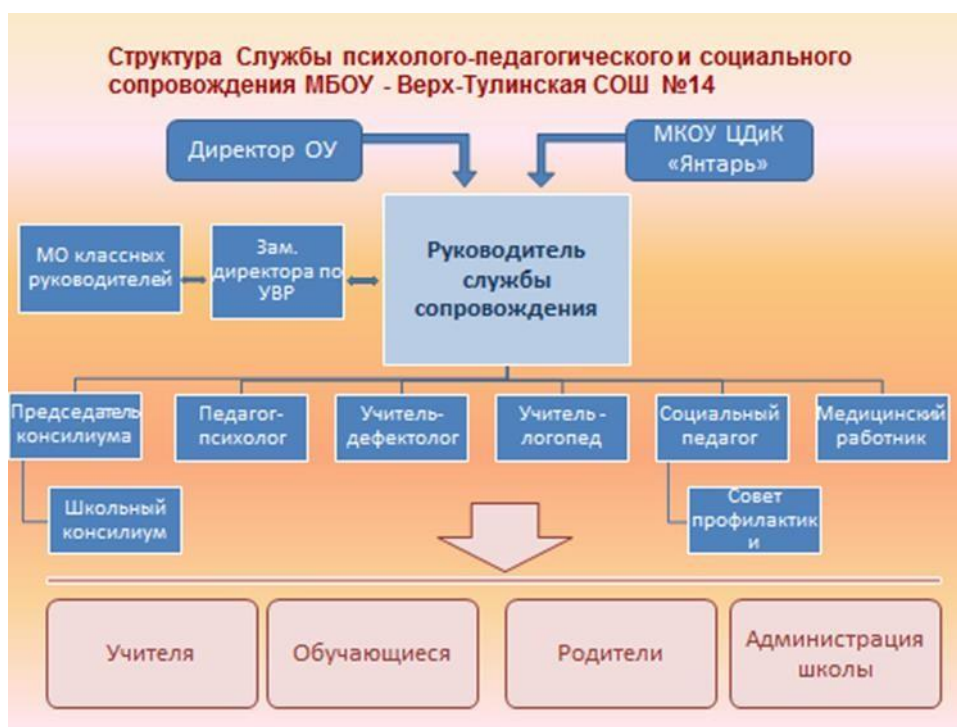 Структура Службы психолого-педагогического и социального
сопровождения МБОУ - Верх-Тулинская СОШ №14
Директор ОУ
МКОУ ЦДиК
«Янтарь»
МО классных
руководителей
Зам.
директора по
УВР
Руководитель
службы
сопровождения
Председатель
консилиума
Педагог-
психолог
Учитель-
дефектолог
Учитель -
логопед
Социальный
педагог
Медицинский
работник
Школьный
консилиум
Совет
профилактик
и
Учителя
Обучающиеся
Родители
Администрация
школы